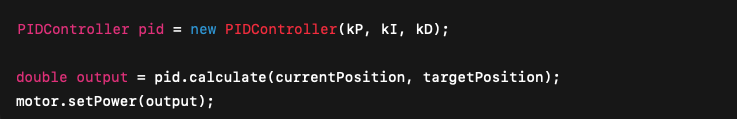 PIDController pid = new PIDController(kP, kI, kD);
double output = pid.calculate(currentPosition, targetPosition);
motor.setPower(output);